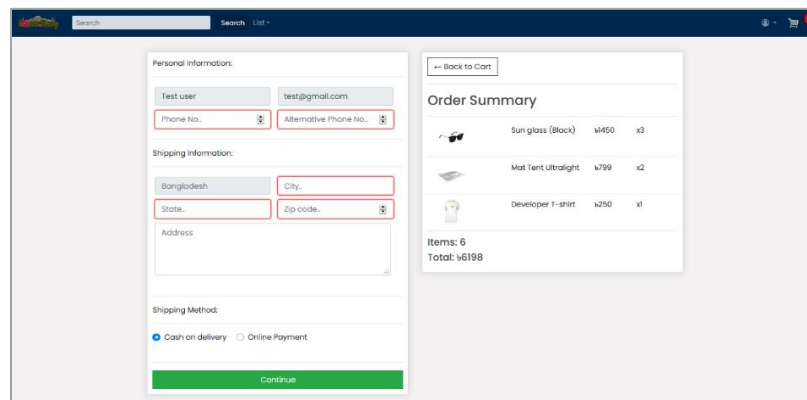 Search Search List
Personal Information:
Test user test@gmail.com
Phone No.. Alternative Phone No..
Shipping Information:
Bangladesh City..
State.. Zip code..
Address
Shipping Method:
Cash on delivery Online Payment
Continue
← Back to Cart
Order Summary
Sun glass (Black) ৳1450 x3
Mat Tent Ultralight ৳799 x2
Developer T-shirt ৳250 x1
Items: 6
Total: ৳6198